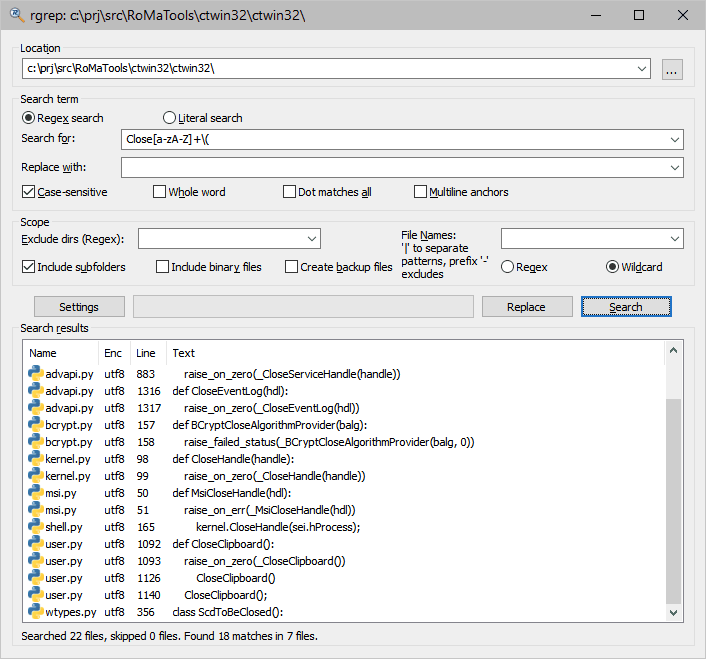 rgrep: c:\prj\src\RoMaTools\ctwin32\ctwin32\
Location
c:\prj\src\RoMaTools\ctwin32\ctwin32\
...
Search term
Regex search
Literal search
Search for:
Close[a-zA-Z]+\(
Replace with:
Case-sensitive
Whole word
Dot matches all
Multiline anchors
Scope
Exclude dirs (Regex):
File Names:
'|' to separate
patterns, prefix '-'
excludes
Include subfolders
Include binary files
Create backup files
Regex
Wildcard
Settings
Replace
Search
Search results
Name Enc Line Text
advapi.py utf8 883 raise_on_zero(_CloseServiceHandle(handle))
advapi.py utf8 1316 def CloseEventLog(hdl):
advapi.py utf8 1317 raise_on_zero(_CloseEventLog(hdl))
bcrypt.py utf8 157 def BCryptCloseAlgorithmProvider(balg):
bcrypt.py utf8 158 raise_failed_status(_BCryptCloseAlgorithmProvider(balg, 0))
kernel.py utf8 98 def CloseHandle(handle):
kernel.py utf8 99 raise_on_zero(_CloseHandle(handle))
msi.py utf8 50 def MsiCloseHandle(hdl):
msi.py utf8 51 raise_on_err(_MsiCloseHandle(hdl))
shell.py utf8 165 kernel.CloseHandle(sei.hProcess);
user.py utf8 1092 def CloseClipboard():
user.py utf8 1093 raise_on_zero(_CloseClipboard())
user.py utf8 1126 CloseClipboard()
user.py utf8 1140 CloseClipboard();
wtypes.py utf8 356 class ScdToBeClosed():
Searched 22 files, skipped 0 files. Found 18 matches in 7 files.